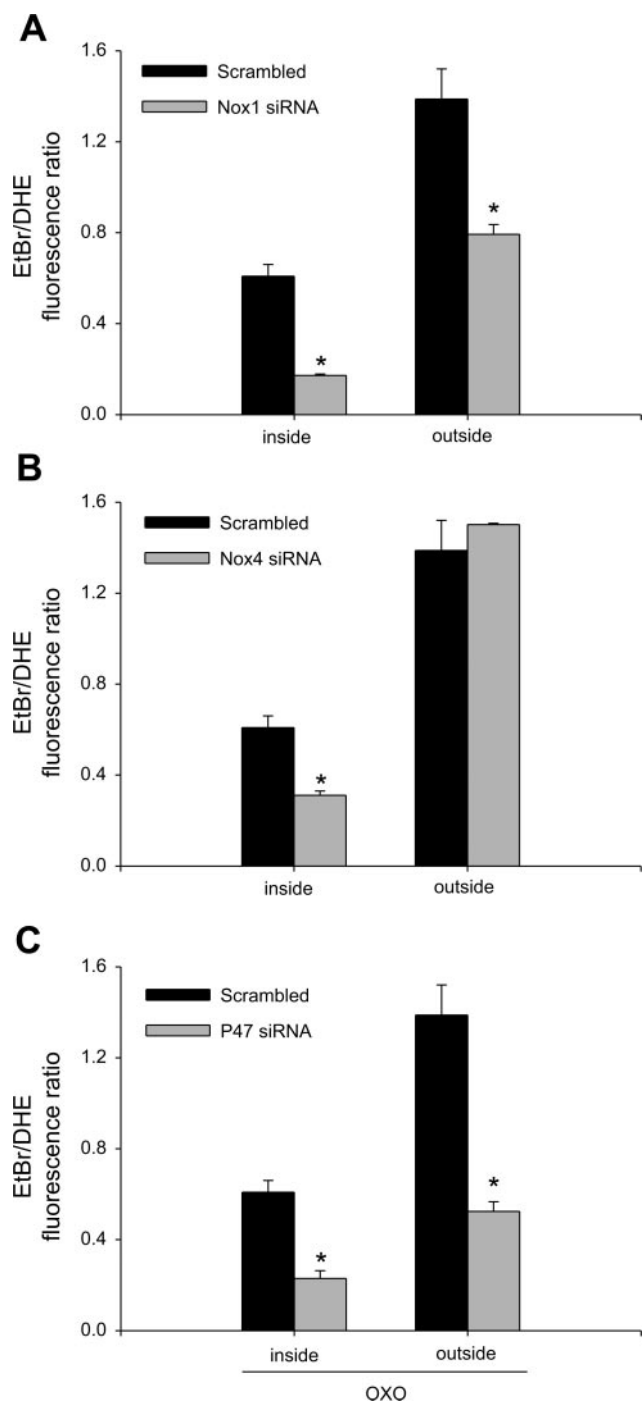 A
EtBr/DHE
fluorescence ratio
1.6
1.2
0.8
0.4
0.0
Scrambled
Nox1 siRNA
*
*
inside
outside
B
EtBr/DHE
fluorescence ratio
1.6
1.2
0.8
0.4
0.0
Scrambled
Nox4 siRNA
*
inside
outside
C
EtBr/DHE
fluorescence ratio
1.6
1.2
0.8
0.4
0.0
Scrambled
P47 siRNA
*
*
inside
outside
OXO